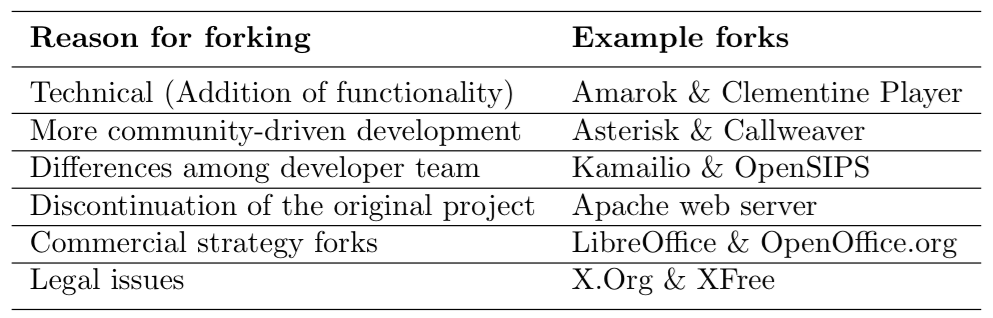 Reason for forking Example forks
Technical (Addition of functionality) Amarok & Clementine Player
More community-driven development Asterisk & Callweaver
Differences among developer team Kamailio & OpenSIPS
Discontinuation of the original project Apache web server
Commercial strategy forks LibreOffice & OpenOffice.org
Legal issues X.Org & XFree